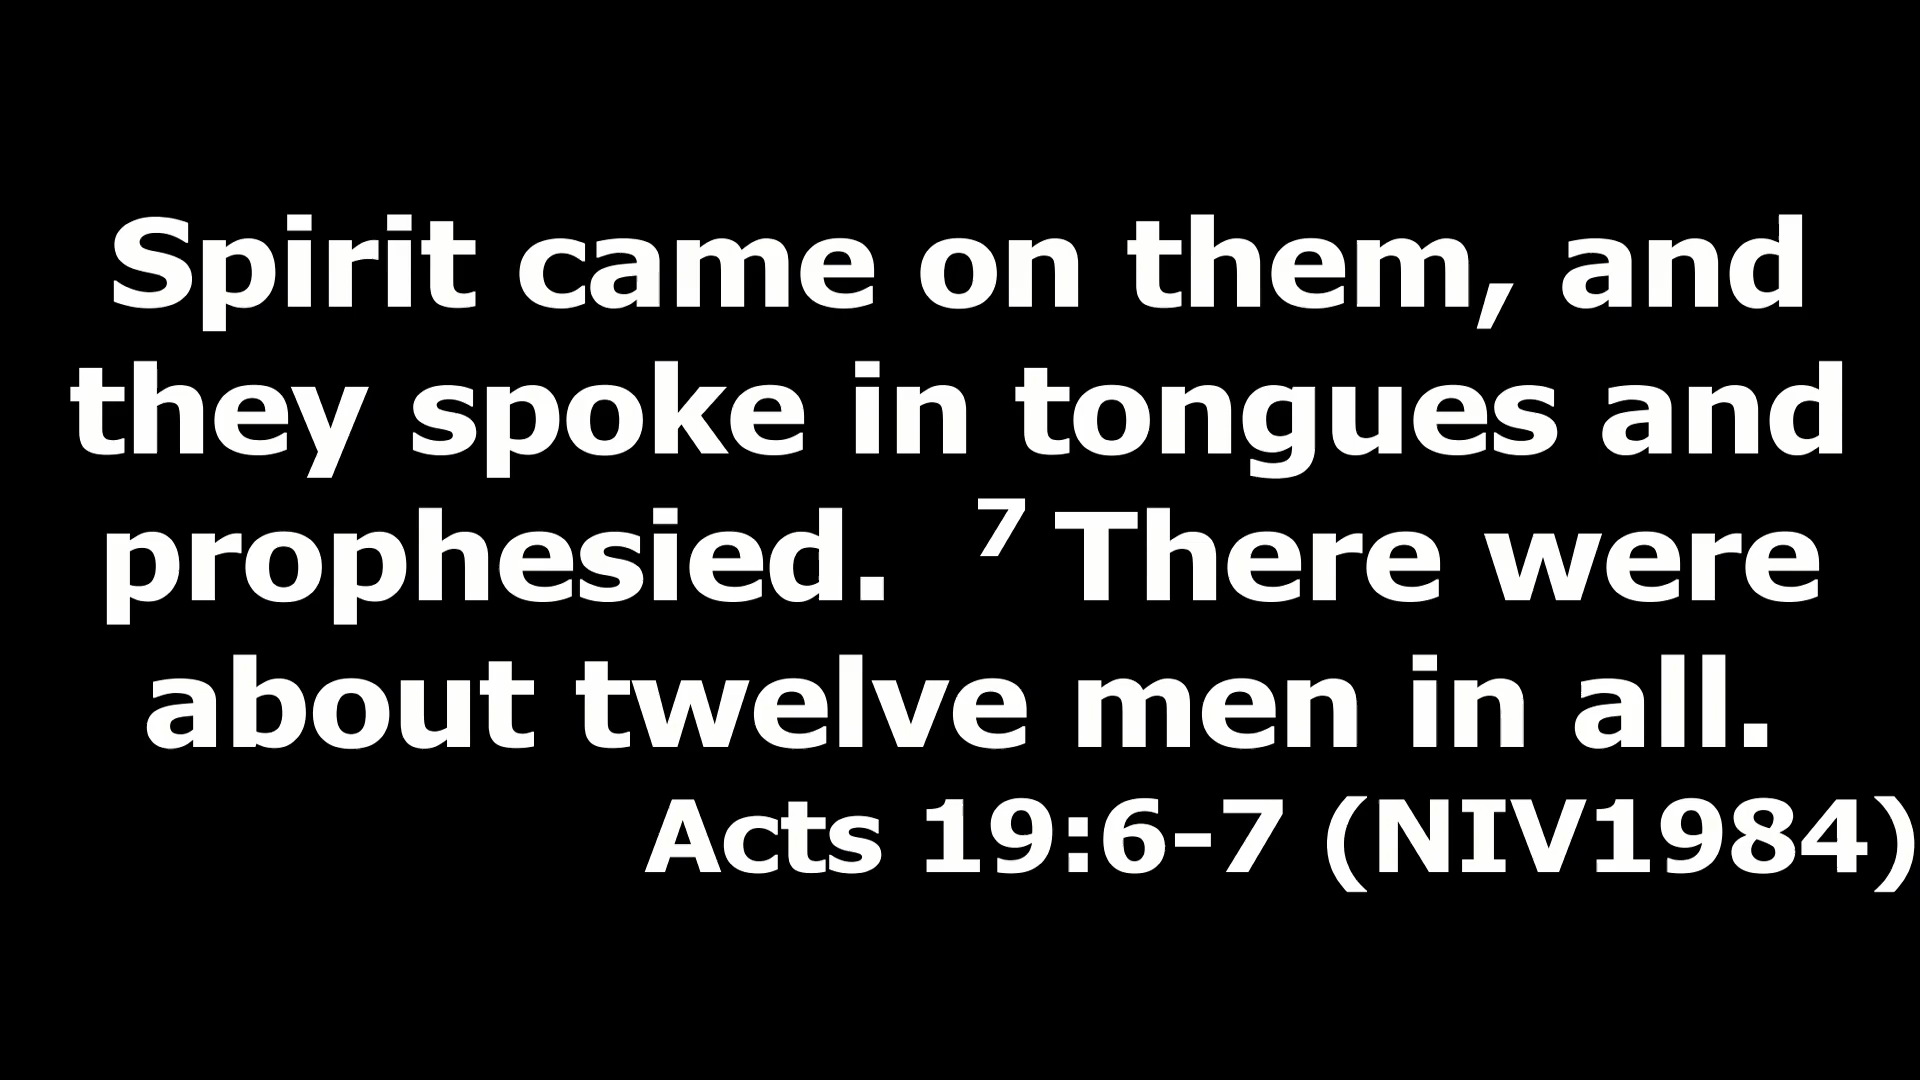 Spirit came on them, and
they spoke in tongues and
prophesied. ⁷ There were
about twelve men in all.
Acts 19:6-7 (NIV1984)